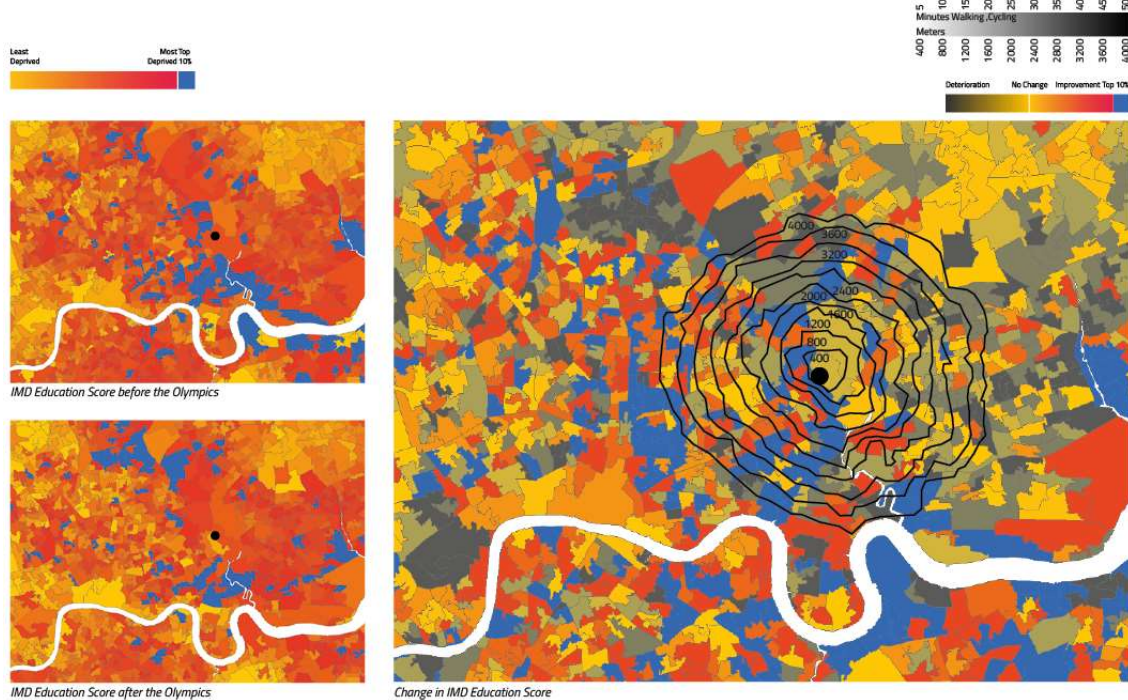 5 10 15 20 25 30 35 40 45 50
Minutes Walking ,Cycling
Meters
400 800 1200 1600 2000 2400 2800 3200 3600 4000
Least Deprived
Most Top Deprived 10%
Deterioration No Change Improvement Top 10%
4000
3600
3200
2400
2000
1600
1200
800
400
IMD Education Score before the Olympics
IMD Education Score after the Olympics
Change in IMD Education Score